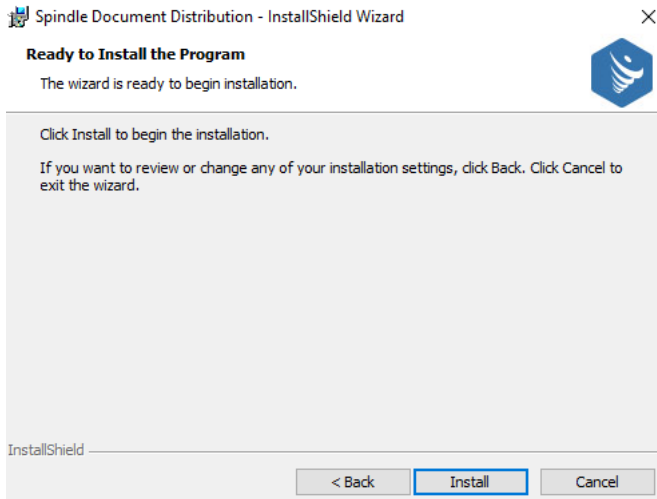 Spindle Document Distribution - InstallShield Wizard
Ready to Install the Program
The wizard is ready to begin installation.
Click Install to begin the installation.
If you want to review or change any of your installation settings, click Back. Click Cancel to
exit the wizard.
InstallShield
< Back
Install
Cancel